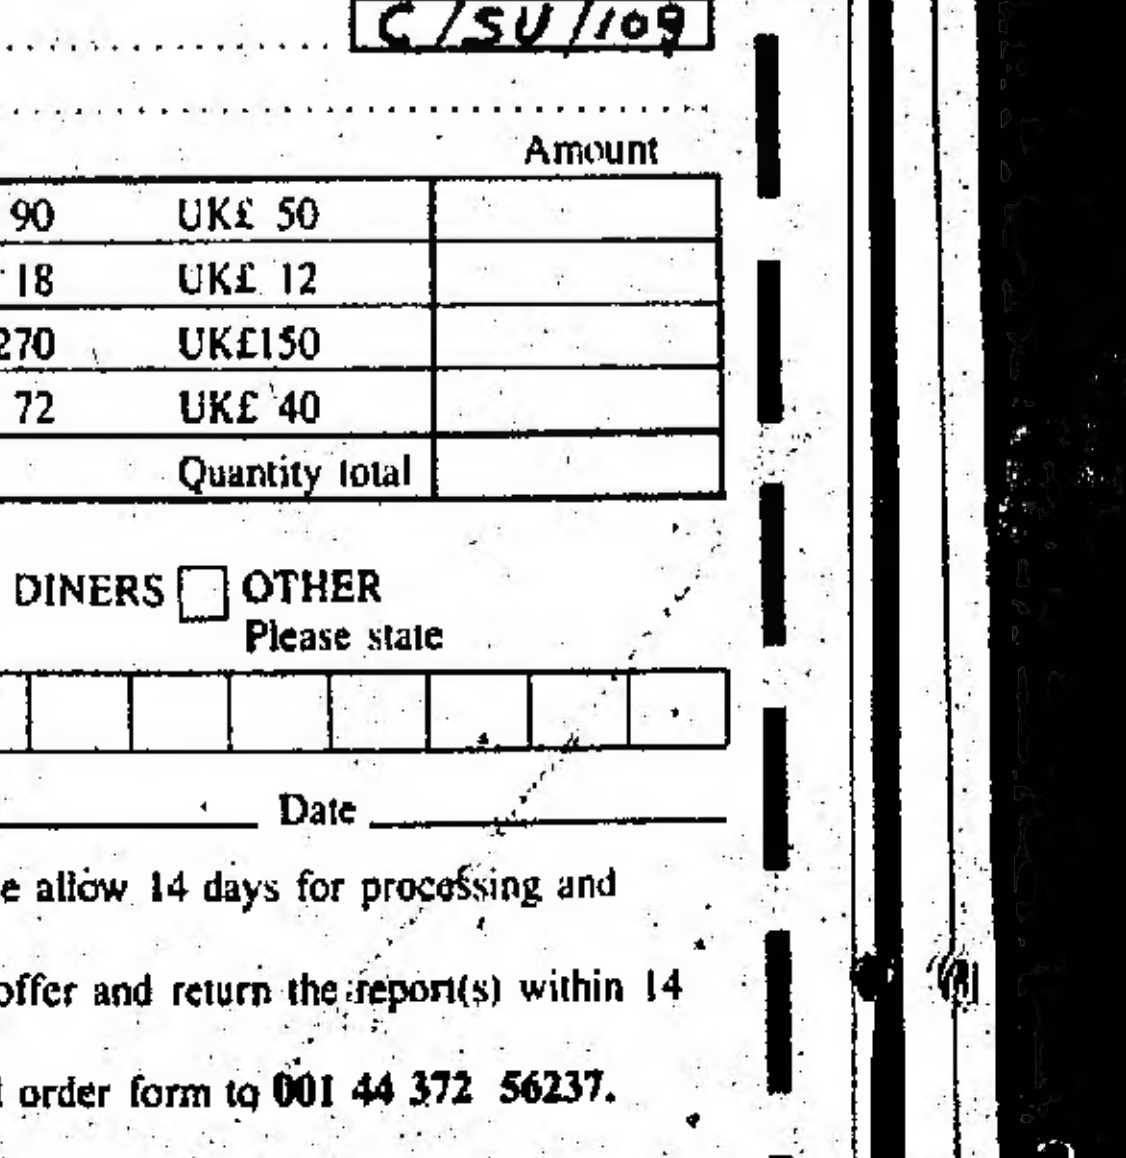 C/SU/109
Amount
90 UK£ 50
18 UK£ 12
270 UK£150
72 UK£ 40
Quantity total
DINERS OTHER
Please state
Date
e allow 14 days for processing and
offer and return the report(s) within 14
order form to 001 44 372 56237.